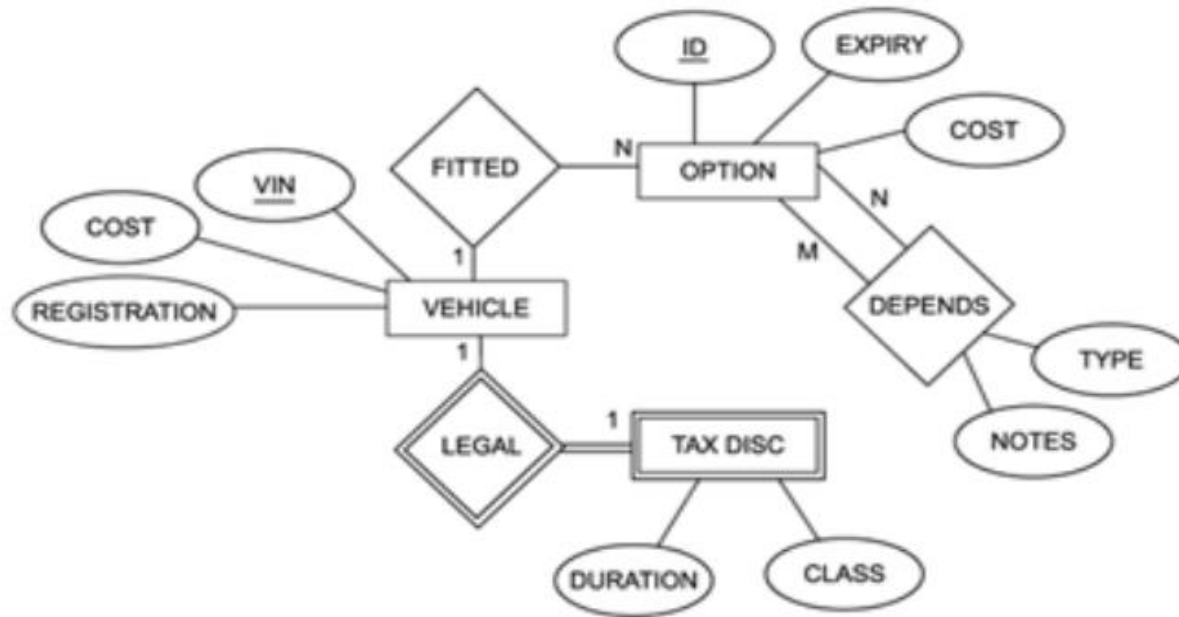 ID
EXPIRY
COST
FITTED
N
OPTION
VIN
N
COST
M
1
REGISTRATION
VEHICLE
DEPENDS
1
TYPE
1
LEGAL
TAX DISC
NOTES
DURATION
CLASS